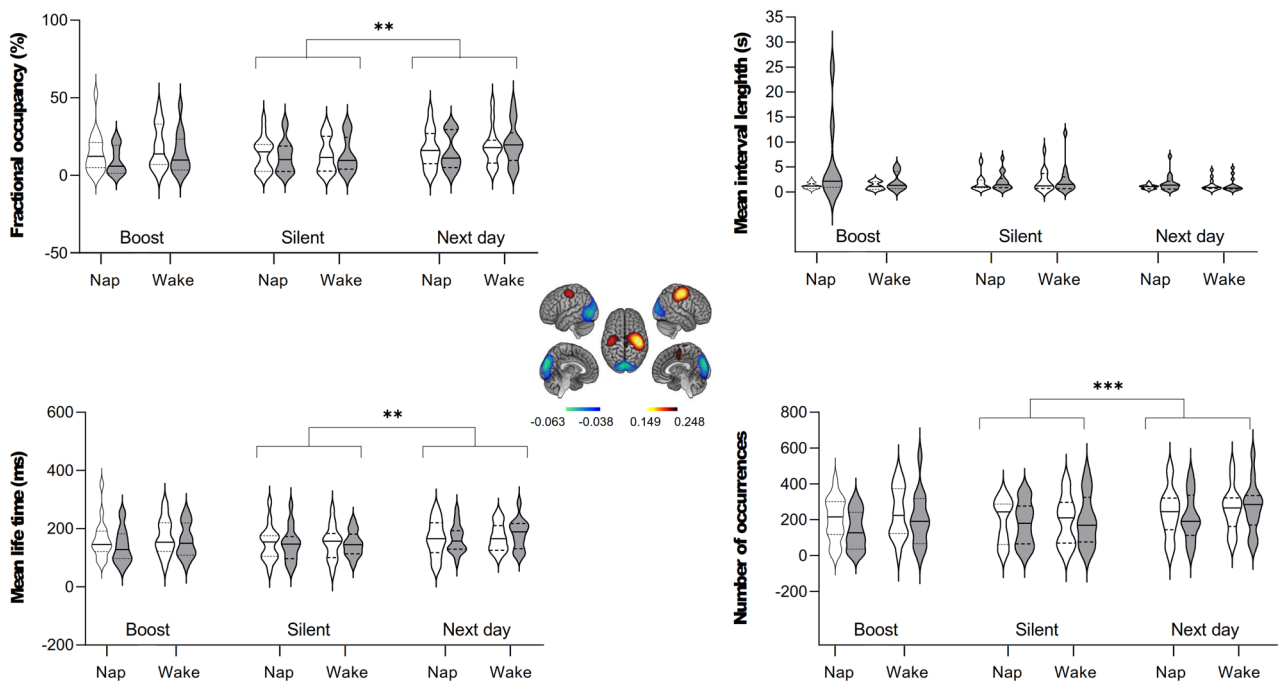 Fractional occupancy (%)
100
50
0
-50
**
Boost
Silent
Next day
Nap
Wake
Nap
Wake
Nap
Wake
Mean interval lenghth (s)
35
30
25
20
15
10
5
0
Boost
Silent
Next day
Nap
Wake
Nap
Wake
Nap
Wake
-0.063
-0.038
0.149
0.248
Mean life time (ms)
600
400
200
0
-200
**
Boost
Silent
Next day
Nap
Wake
Nap
Wake
Nap
Wake
Number of occurrences
800
600
400
200
0
-200
***
Boost
Silent
Next day
Nap
Wake
Nap
Wake
Nap
Wake